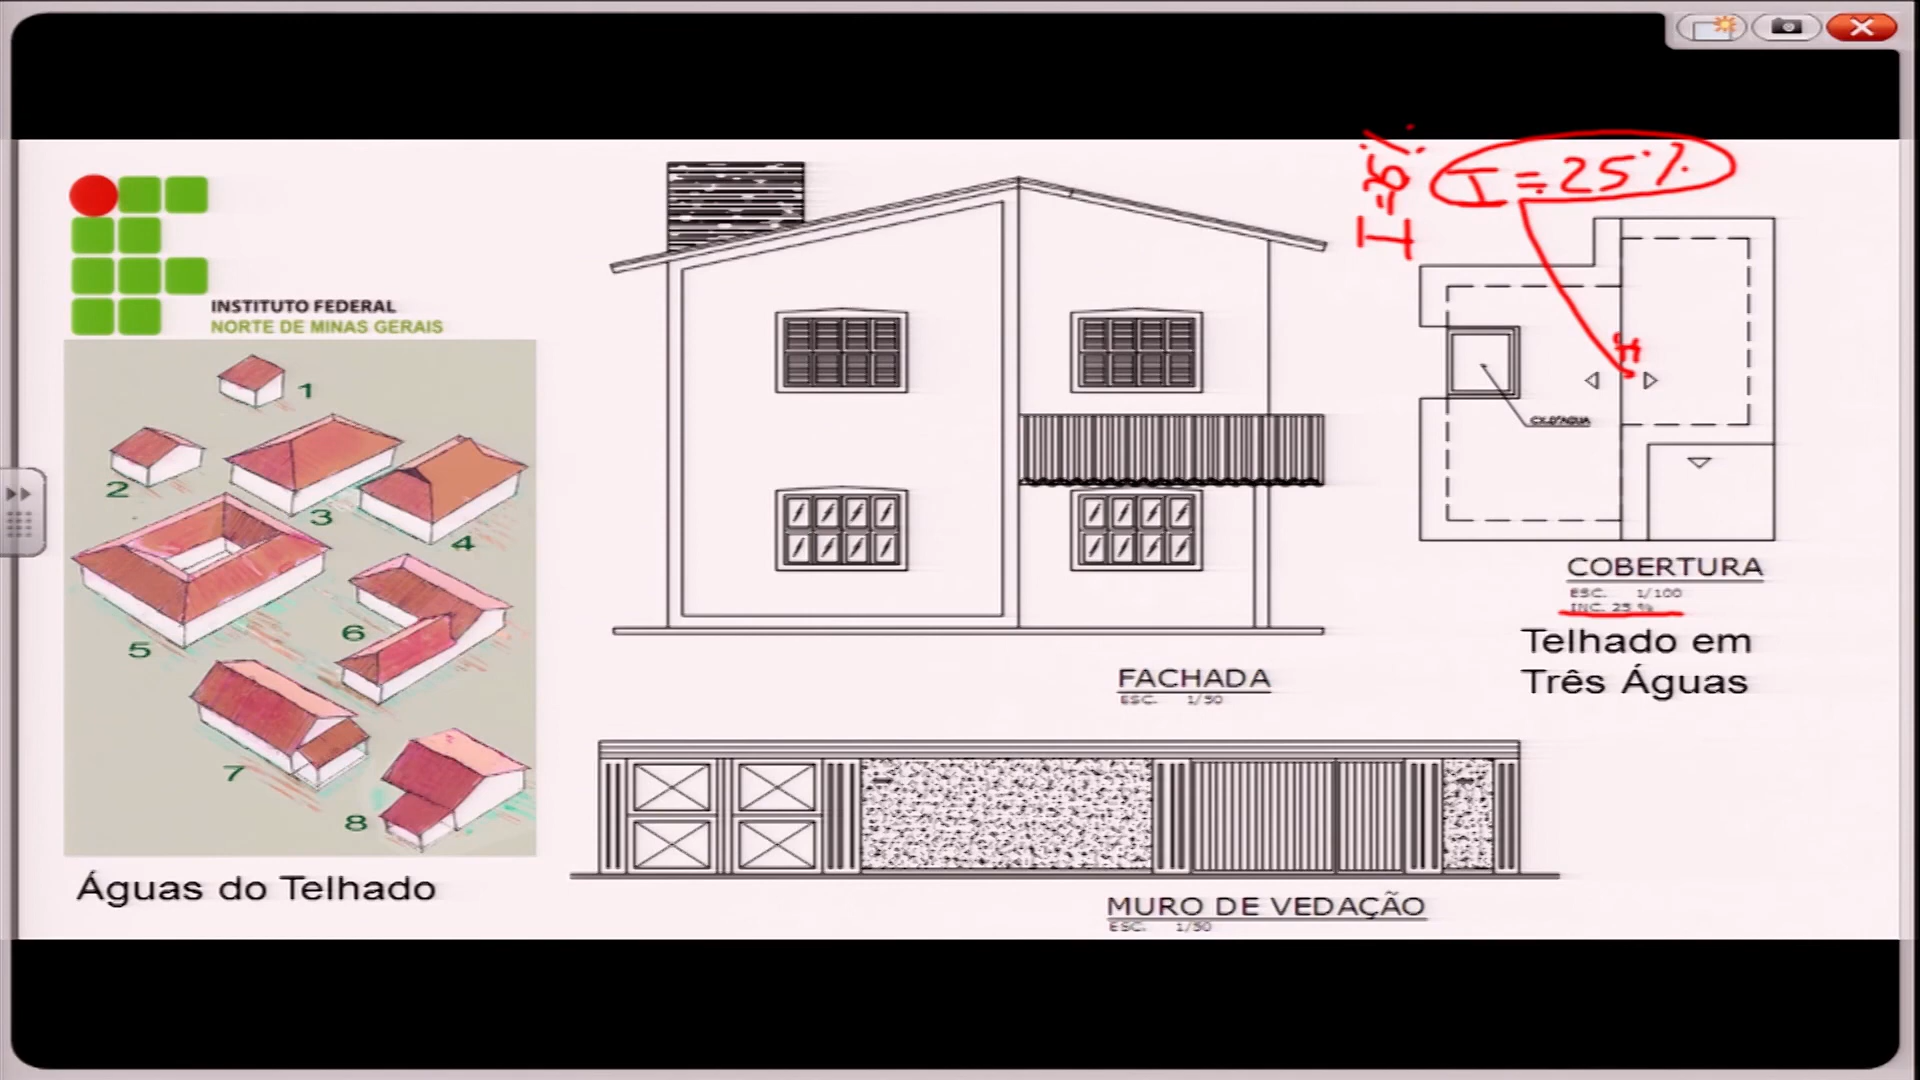 I=25%
I=25%
INSTITUTO FEDERAL
NORTE DE MINAS GERAIS
1
2
3
4
5
6
7
8
Águas do Telhado
FACHADA
ESC. 1/50
MURO DE VEDAÇÃO
ESC. 1/50
I
CX.D'AGUA
COBERTURA
ESC. 1/100
INC. 25 %
Telhado em
Três Águas